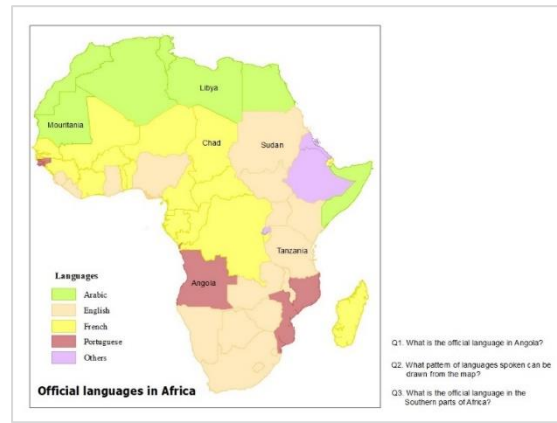 Libya
Mountania
Chad
Sudan
Tanzania
Angola
Languages
Arabic
English
French
Portuguese
Others
Official languages in Africa
Q1. What is the official language in Angola?
Q2. What pattern of languages spoken can be
drawn from the map?
Q3. What is the official language in the
Southern parts of Africa?